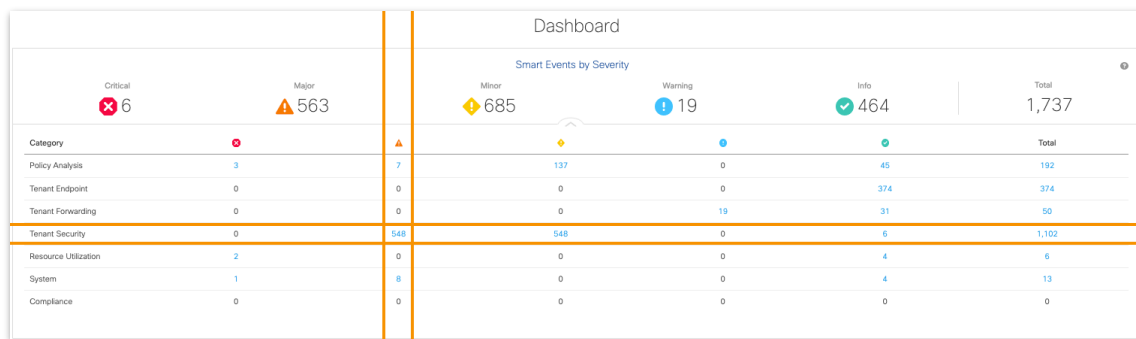 Dashboard
Smart Events by Severity
Critical Major Minor Warning Info Total
6 563 685 19 464 1,737
Category Total
Policy Analysis 3 7 137 0 45 192
Tenant Endpoint 0 0 0 0 374 374
Tenant Forwarding 0 0 0 19 31 50
Tenant Security 0 548 548 0 6 1,102
Resource Utilization 2 0 0 0 4 6
System 1 8 0 0 4 13
Compliance 0 0 0 0 0 0